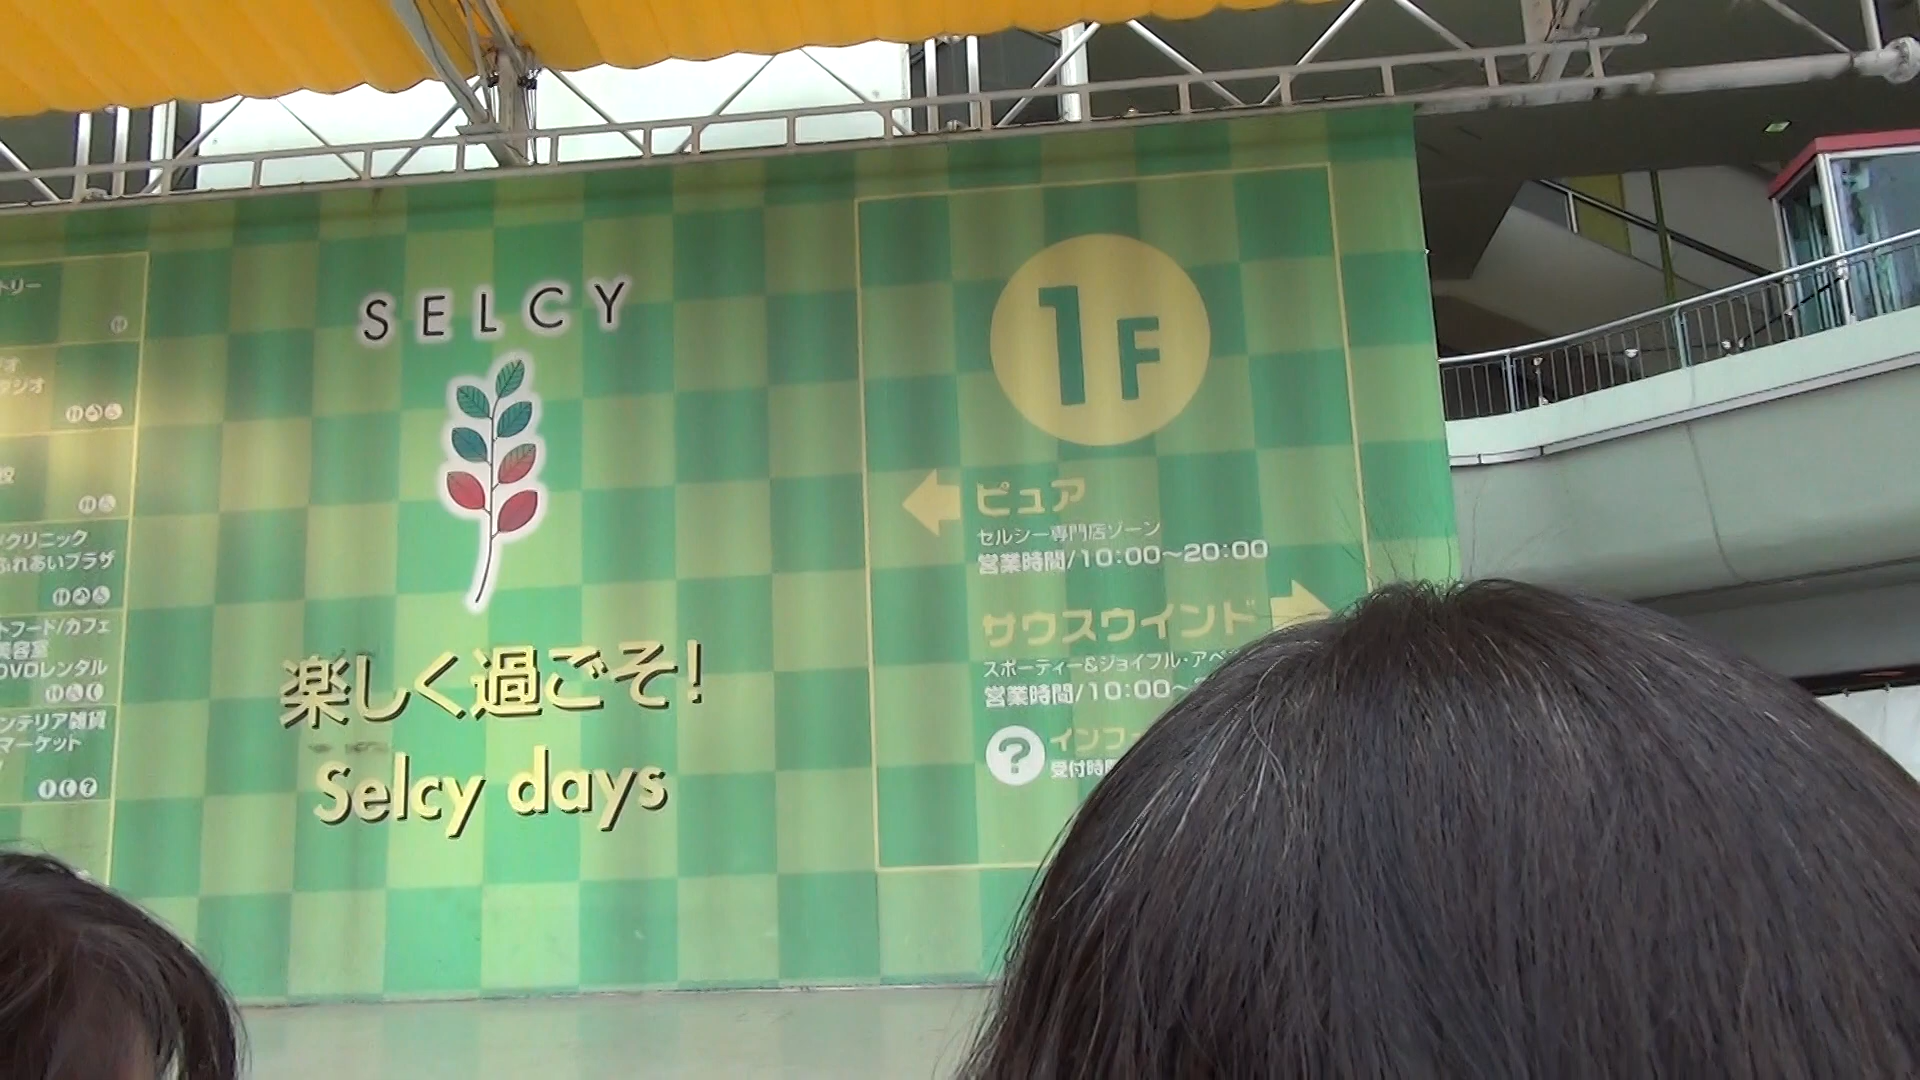 トリー
タジオ
クリニック
ふれあいプラザ
トフード/カフェ
美容室
DVDレンタル
ンテリア雑貨
マーケット
SELCY
楽しく過ごそ!
Selcy days
1F
ピュア
セルシー専門店ゾーン
営業時間/10:00〜20:00
サウスウインド
スポーティー&ジョイフル・アベ
営業時間/10:00〜
?
インフ
受付時間